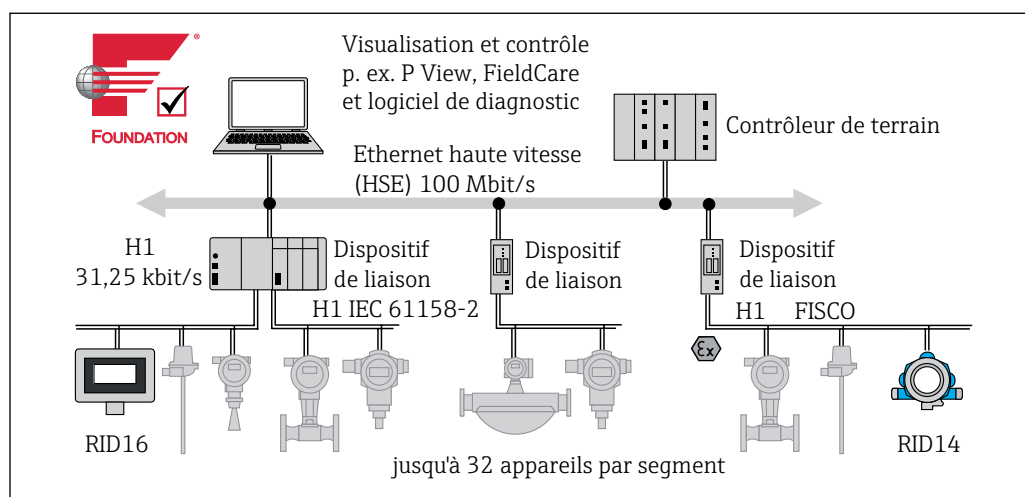 FOUNDATION
Visualisation et contrôle
p. ex. P View, FieldCare
et logiciel de diagnostic
Contrôleur de terrain
Ethernet haute vitesse
(HSE) 100 Mbit/s
H1
31,25 kbit/s
Dispositif
de liaison
H1 IEC 61158-2
Dispositif
de liaison
Dispositif
de liaison
H1 FISCO
εx
RID16
RID14
jusqu'à 32 appareils par segment